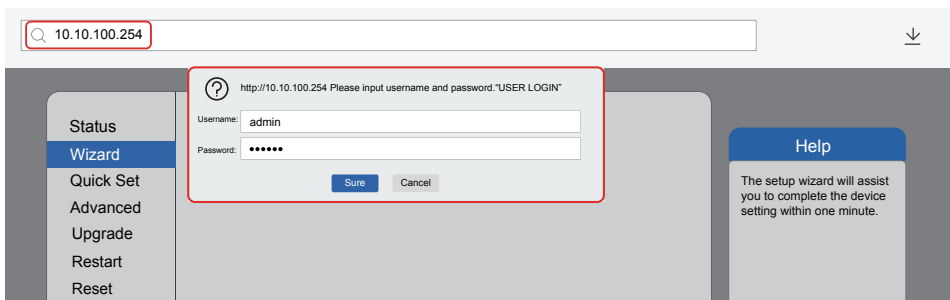 10.10.100.254
http://10.10.100.254 Please input username and password."USER LOGIN"
Username: admin
Password: ••••••
Sure Cancel
Status
Wizard
Quick Set
Advanced
Upgrade
Restart
Reset
Help
The setup wizard will assist
you to complete the device
setting within one minute.